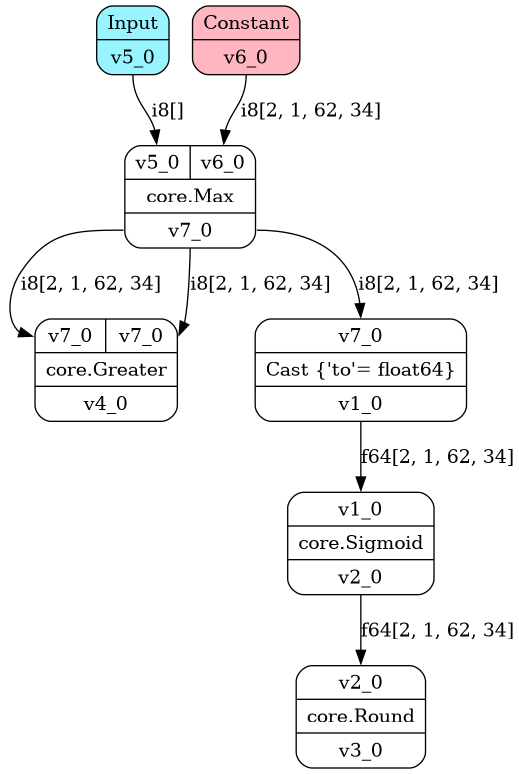 Input
v5_0
Constant
v6_0
i8[]
i8[2, 1, 62, 34]
v5_0 v6_0
core.Max
v7_0
i8[2, 1, 62, 34]
i8[2, 1, 62, 34]
i8[2, 1, 62, 34]
v7_0 v7_0
core.Greater
v4_0
v7_0
Cast {'to'= float64}
v1_0
f64[2, 1, 62, 34]
v1_0
core.Sigmoid
v2_0
f64[2, 1, 62, 34]
v2_0
core.Round
v3_0